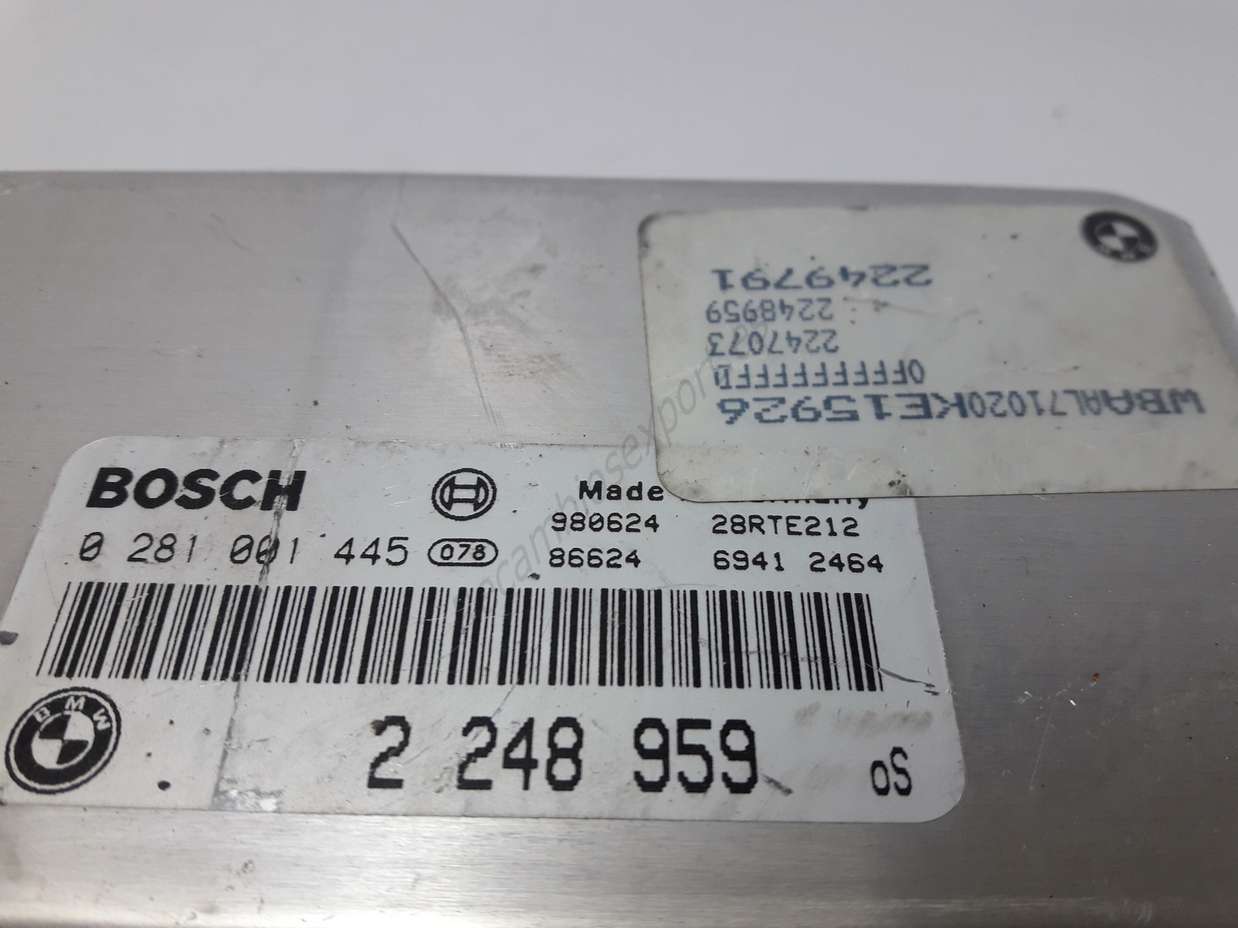 2249791
2248959
2247073
0FFFFFFFFD
WBAAL71020KE15926
BOSCH
Made
0 281 001 445 078
980624 28RTE212
86624 6941 2464
BMW
2 248 959
oS